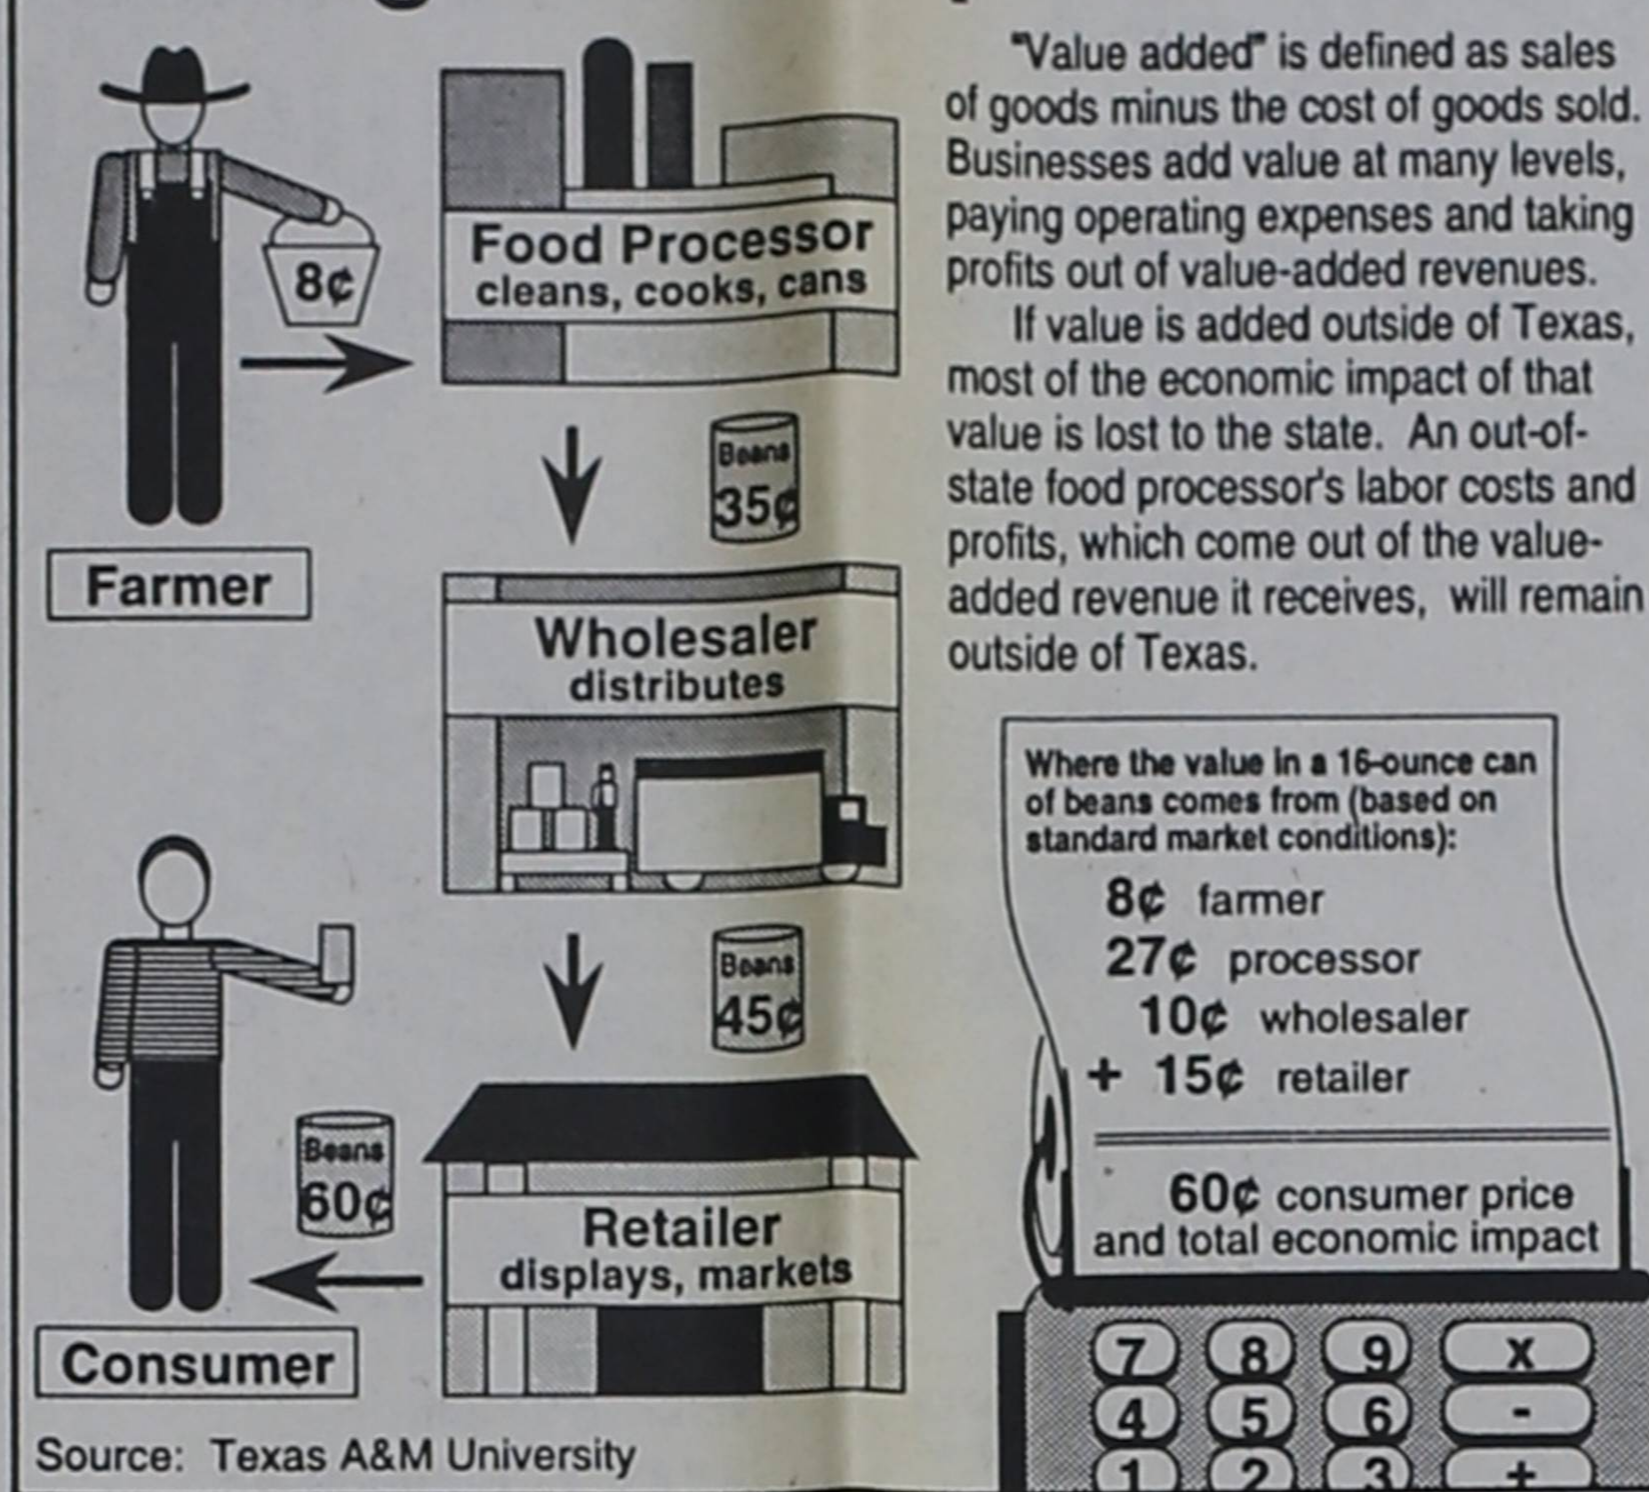 "Value added" is defined as sales
of goods minus the cost of goods sold.
Businesses add value at many levels,
paying operating expenses and taking
profits out of value-added revenues.
If value is added outside of Texas,
most of the economic impact of that
value is lost to the state. An out-of-
state food processor's labor costs and
profits, which come out of the value-
added revenue it receives, will remain
outside of Texas.
8¢
Farmer
Food Processor
cleans, cooks, cans
Beans
35¢
Wholesaler
distributes
Beans
45¢
Retailer
displays, markets
Beans
60¢
Consumer
Where the value in a 16-ounce can
of beans comes from (based on
standard market conditions):
8¢ farmer
27¢ processor
10¢ wholesaler
+ 15¢ retailer
60¢ consumer price
and total economic impact
7 8 9 x
4 5 6 -
1 2 3 +
Source: Texas A&M University